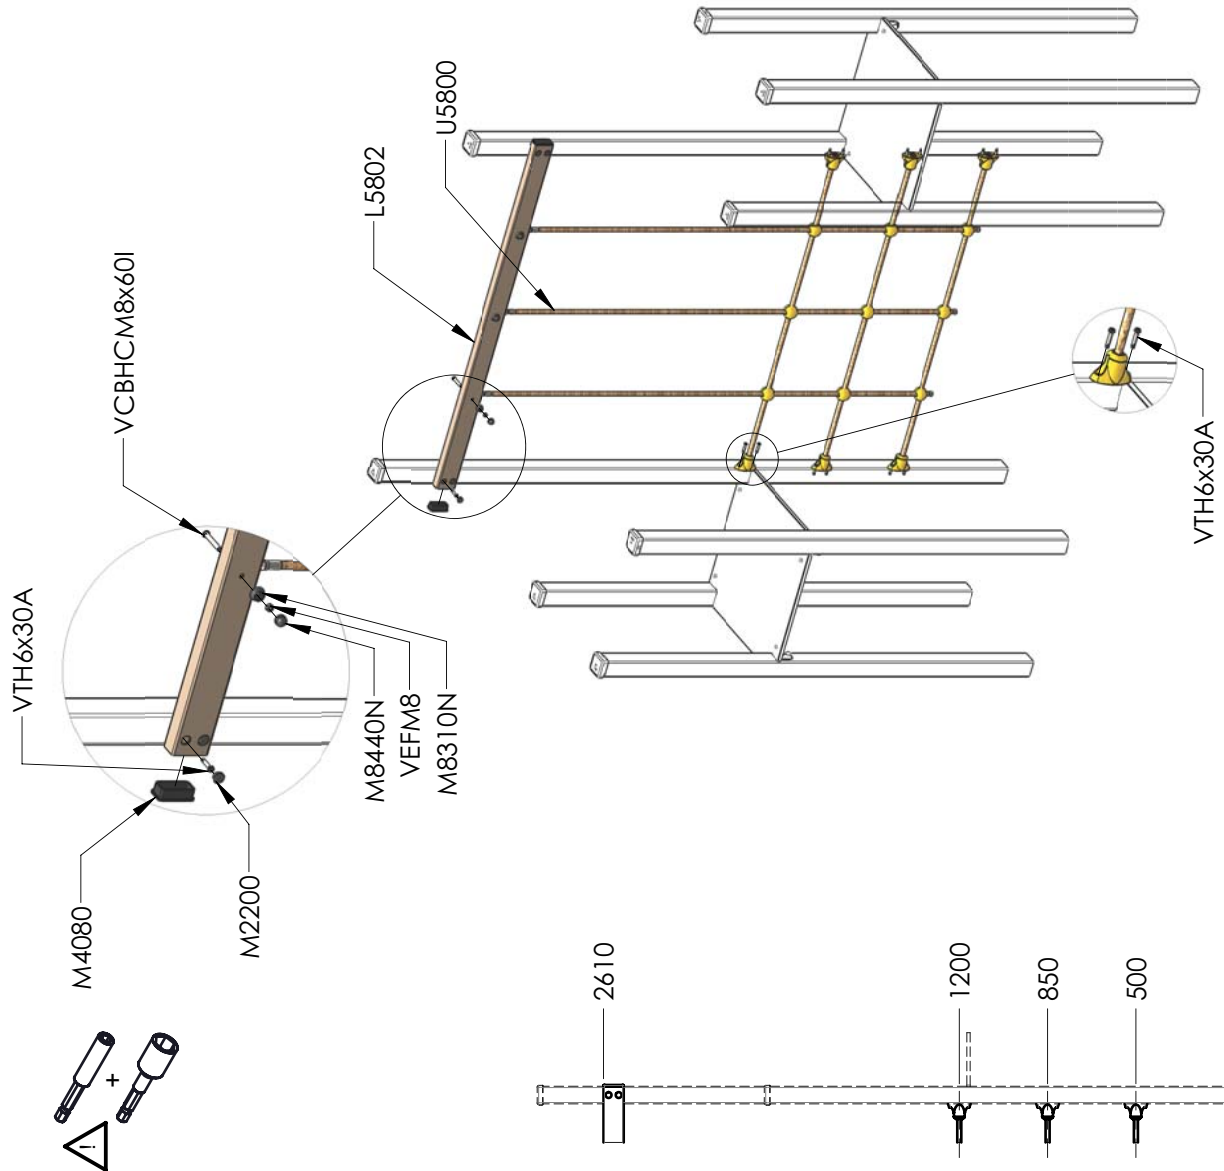 VCBHCM8x60I
L5802
U5800
VTH6x30A
M4080
M2200
M8440N
VEFM8
M8310N
VTH6x30A
+
!
2610
1200
850
500